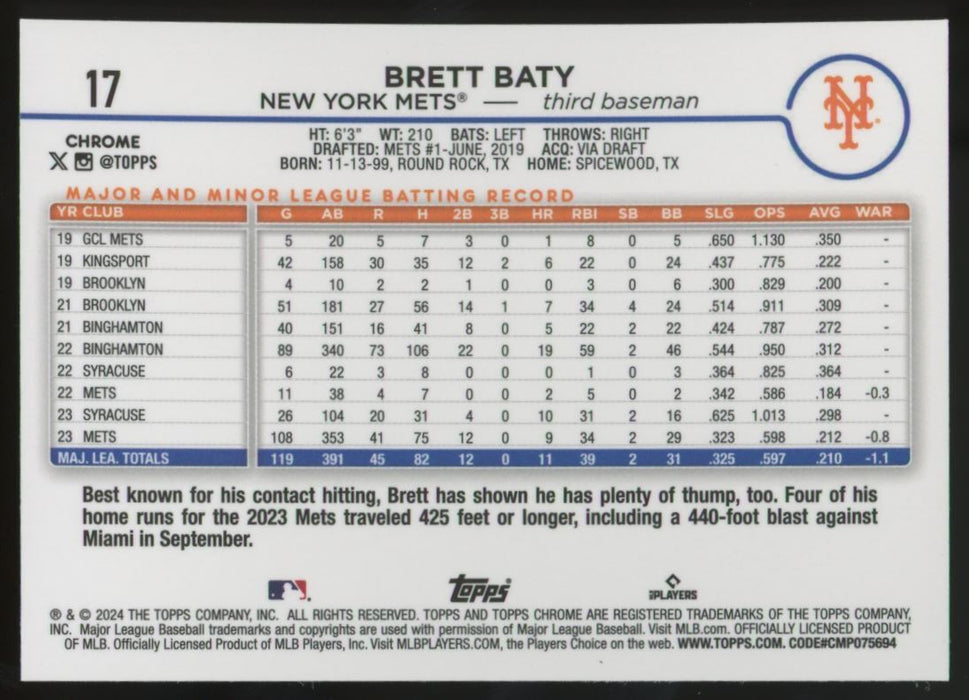 17
BRETT BATY
NEW YORK METS® — third baseman
NY
CHROME
@TOPPS
HT: 6'3" WT: 210 BATS: LEFT THROWS: RIGHT
DRAFTED: METS #1-JUNE, 2019 ACQ: VIA DRAFT
BORN: 11-13-99, ROUND ROCK, TX HOME: SPICEWOOD, TX
MAJOR AND MINOR LEAGUE BATTING RECORD
YR CLUB G AB R H 2B 3B HR RBI SB BB SLG OPS AVG WAR
19 GCL METS 5 20 5 7 3 0 1 8 0 5 .650 1.130 .350 -
19 KINGSPORT 42 158 30 35 12 2 6 22 0 24 .437 .775 .222 -
19 BROOKLYN 4 10 2 2 1 0 0 3 0 6 .300 .829 .200 -
21 BROOKLYN 51 181 27 56 14 1 7 34 4 24 .514 .911 .309 -
21 BINGHAMTON 40 151 16 41 8 0 5 22 2 22 .424 .787 .272 -
22 BINGHAMTON 89 340 73 106 22 0 19 59 2 46 .544 .950 .312 -
22 SYRACUSE 6 22 3 8 0 0 0 1 0 3 .364 .825 .364 -
22 METS 11 38 4 7 0 0 2 5 0 2 .342 .586 .184 -0.3
23 SYRACUSE 26 104 20 31 4 0 10 31 2 16 .625 1.013 .298 -
23 METS 108 353 41 75 12 0 9 34 2 29 .323 .598 .212 -0.8
MAJ. LEA. TOTALS 119 391 45 82 12 0 11 39 2 31 .325 .597 .210 -1.1
Best known for his contact hitting, Brett has shown he has plenty of thump, too. Four of his
home runs for the 2023 Mets traveled 425 feet or longer, including a 440-foot blast against
Miami in September.
topps
PLAYERS
® & © 2024 THE TOPPS COMPANY, INC. ALL RIGHTS RESERVED. TOPPS AND TOPPS CHROME ARE REGISTERED TRADEMARKS OF THE TOPPS COMPANY,
INC. Major League Baseball trademarks and copyrights are used with permission of Major League Baseball. Visit MLB.com. OFFICIALLY LICENSED PRODUCT
OF MLB. Officially Licensed Product of MLB Players, Inc. Visit MLBPLAYERS.COM, the Players Choice on the web. WWW.TOPPS.COM. CODE#CMP075694